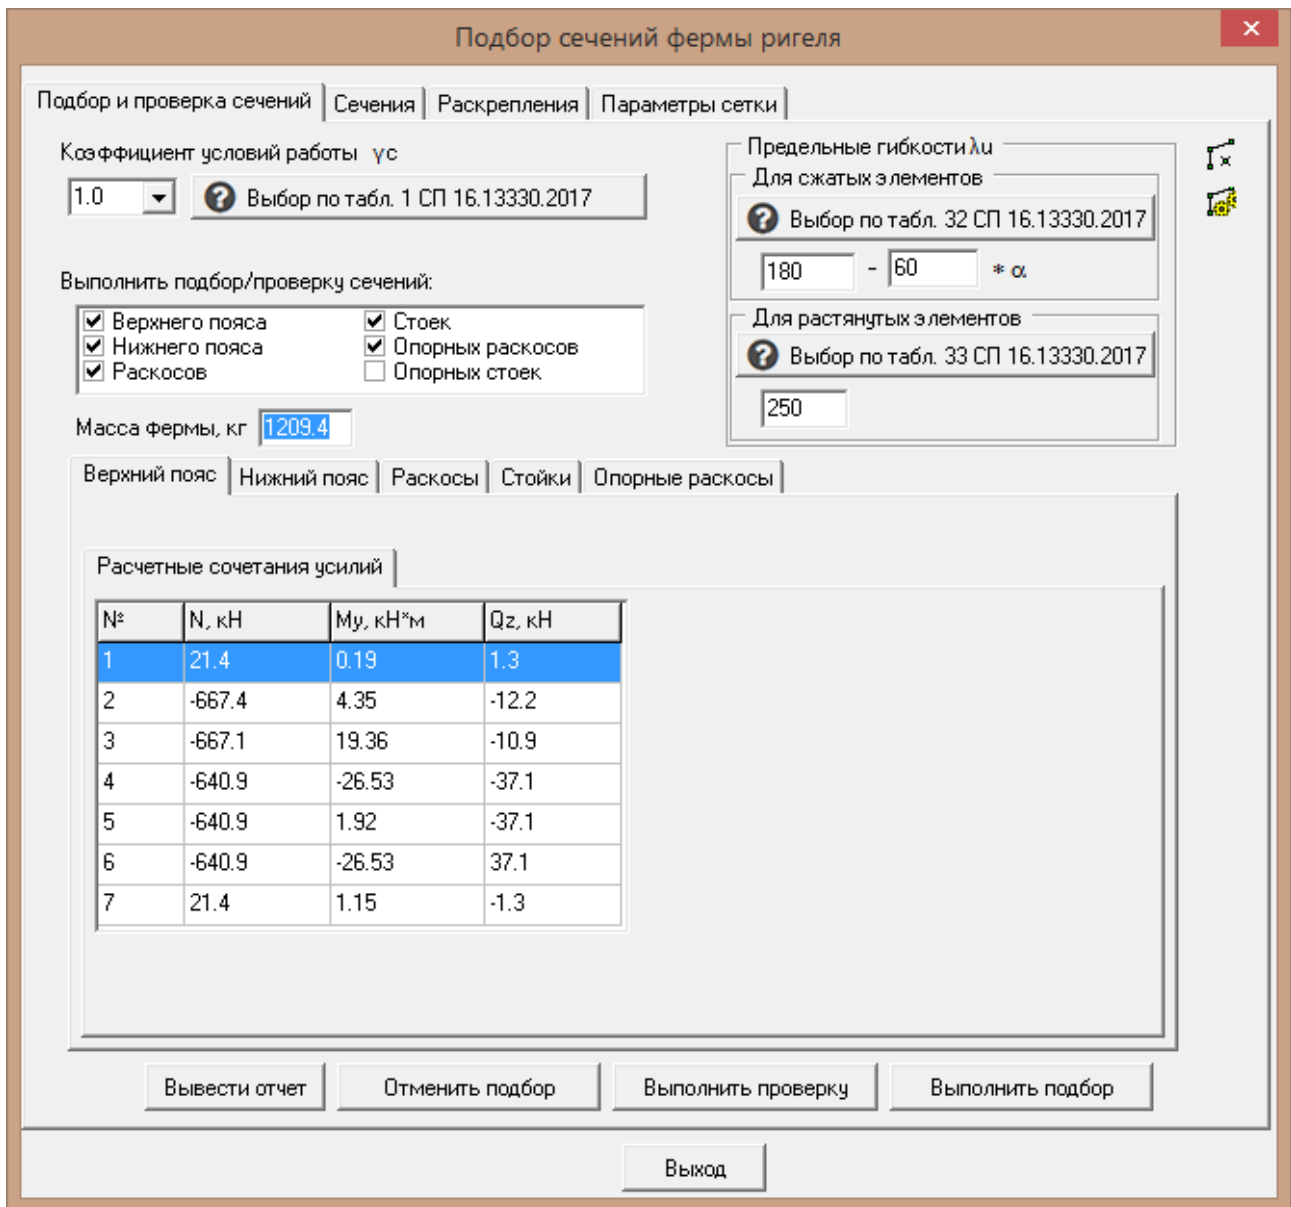 Подбор сечений фермы ригеля
Подбор и проверка сечений Сечения Раскрепления Параметры сетки
Коэффициент условий работы γc
1.0 Выбор по табл. 1 СП 16.13330.2017
Предельные гибкости λu
Для сжатых элементов
Выбор по табл. 32 СП 16.13330.2017
180 - 60 * α
Для растянутых элементов
Выбор по табл. 33 СП 16.13330.2017
250
Выполнить подбор/проверку сечений:
Верхнего пояса Стоек
Нижнего пояса Опорных раскосов
Раскосов Опорных стоек
Масса фермы, кг 1209.4
Верхний пояс Нижний пояс Раскосы Стойки Опорные раскосы
Расчетные сочетания усилий
№ N, кН My, кН*м Qz, кН
1 21.4 0.19 1.3
2 -667.4 4.35 -12.2
3 -667.1 19.36 -10.9
4 -640.9 -26.53 -37.1
5 -640.9 1.92 -37.1
6 -640.9 -26.53 37.1
7 21.4 1.15 -1.3
Вывести отчет Отменить подбор Выполнить проверку Выполнить подбор
Выход